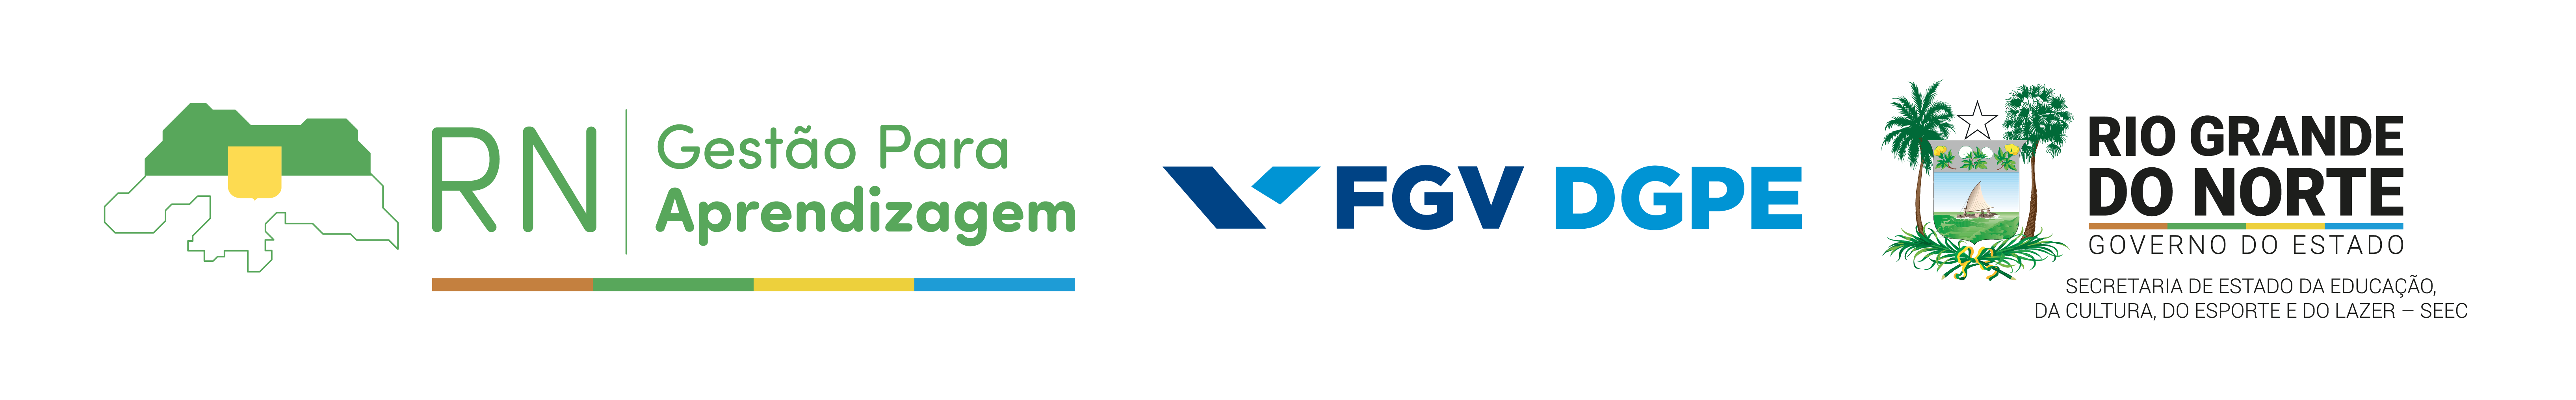 RN
Gestão Para
Aprendizagem
FGV DGPE
RIO GRANDE
DO NORTE
GOVERNO DO ESTADO
SECRETARIA DE ESTADO DA EDUCAÇÃO,
DA CULTURA, DO ESPORTE E DO LAZER – SEEC